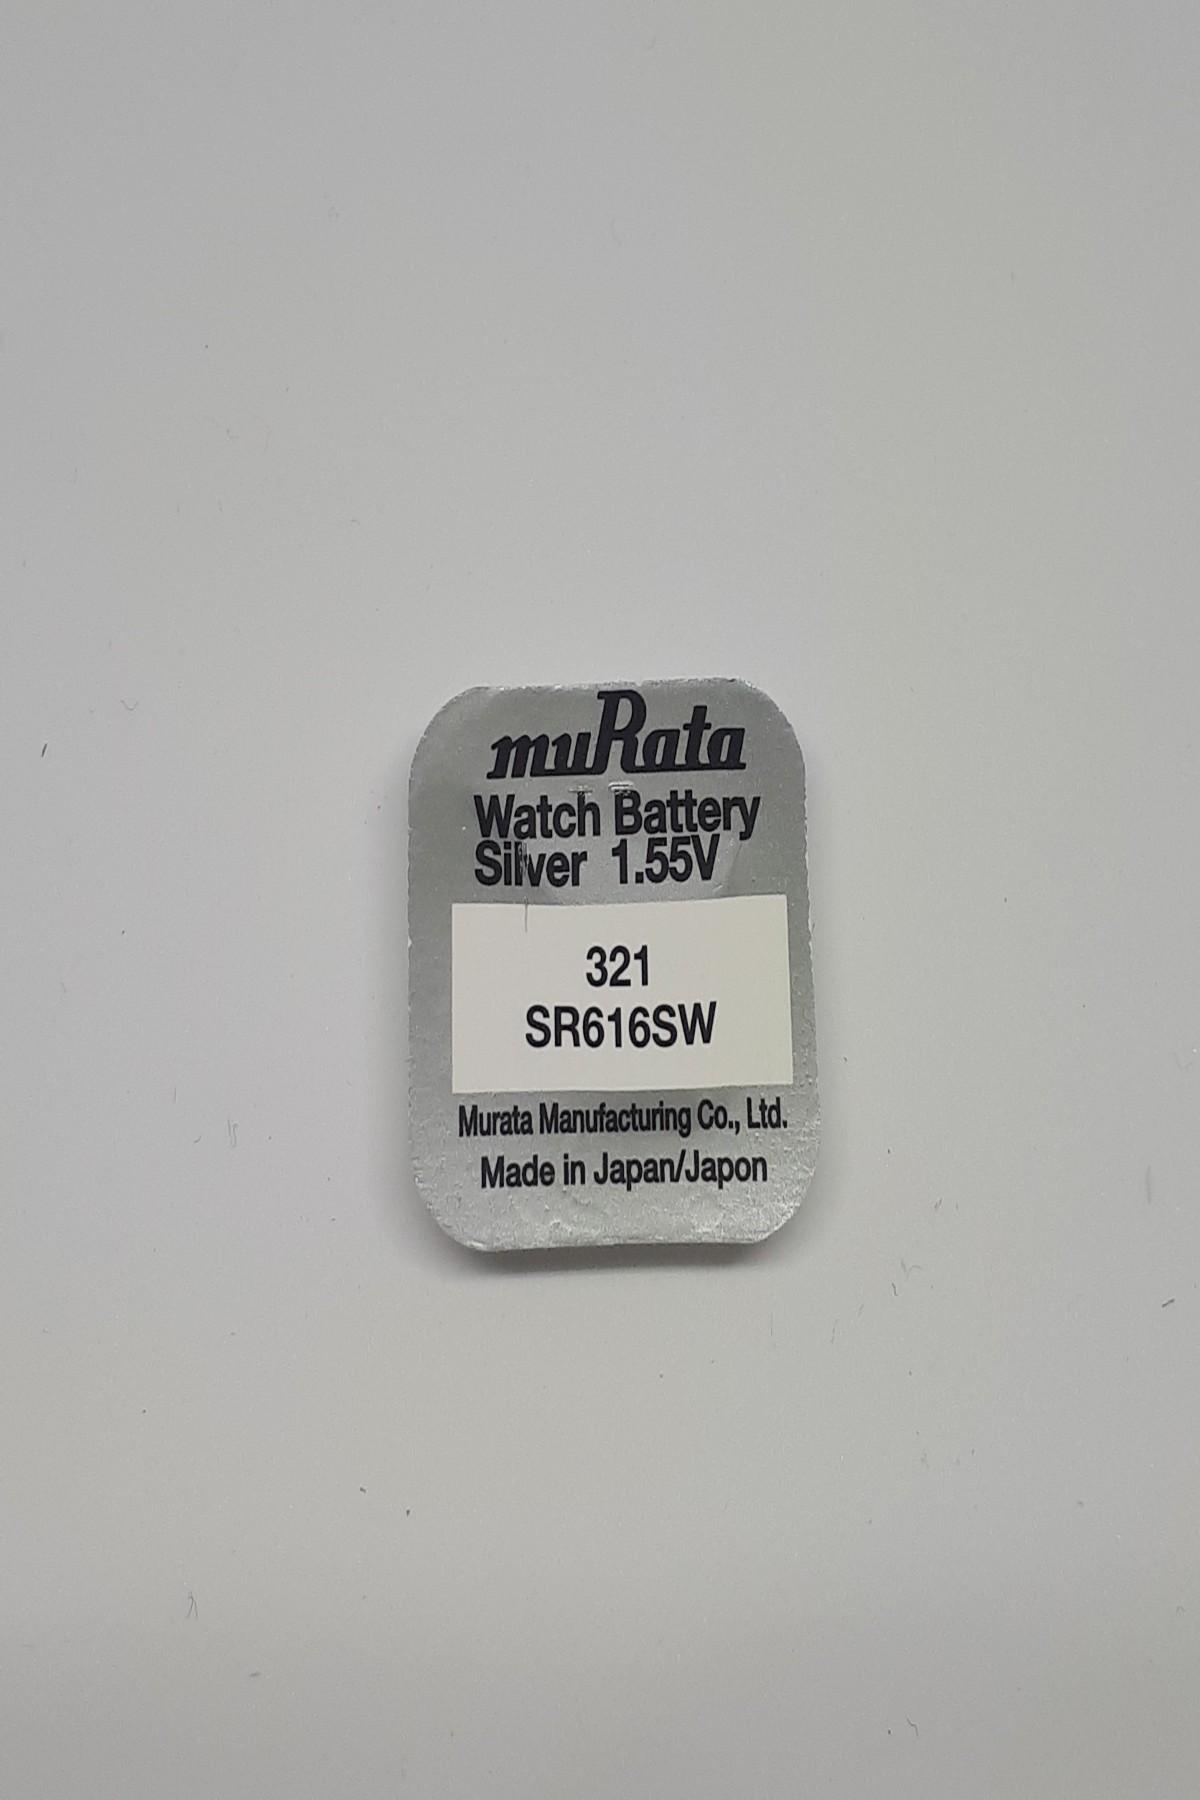 muRata
Watch Battery
Silver 1.55V
321
SR616SW
Murata Manufacturing Co., Ltd.
Made in Japan/Japon